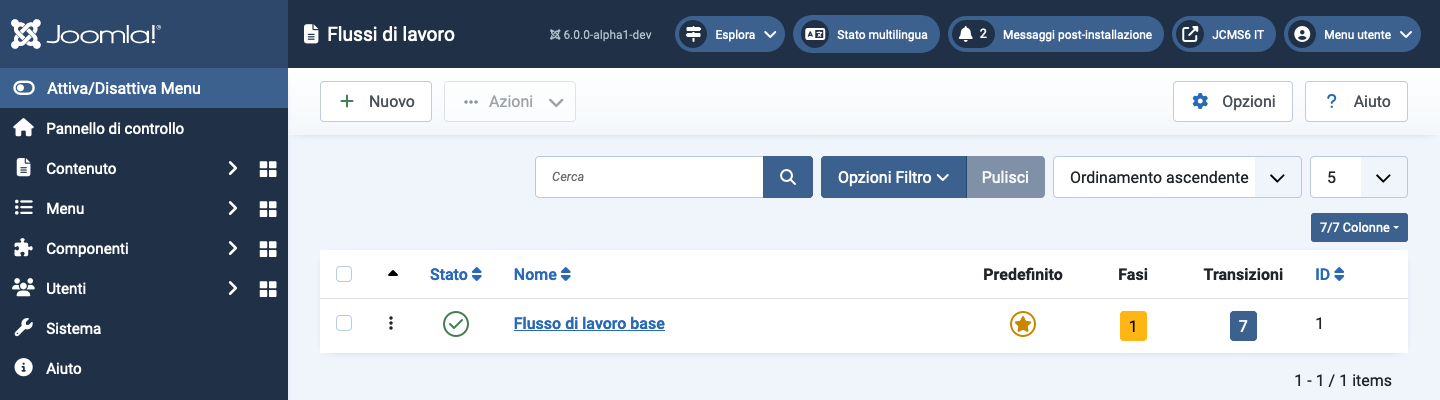 Joomla!®
Flussi di lavoro
6.0.0-alpha1-dev
Esplora
Stato multilingua
2 Messaggi post-installazione
JCMS6 IT
Menu utente
Attiva/Disattiva Menu
Pannello di controllo
Contenuto
Menu
Componenti
Utenti
Sistema
Aiuto
Nuovo
Azioni
Opzioni
? Aiuto
Cerca
Opzioni Filtro
Pulisci
Ordinamento ascendente
5
7/7 Colonne
Stato Nome Predefinito Fasi Transizioni ID
Flusso di lavoro base 1 7 1
1 - 1 / 1 items